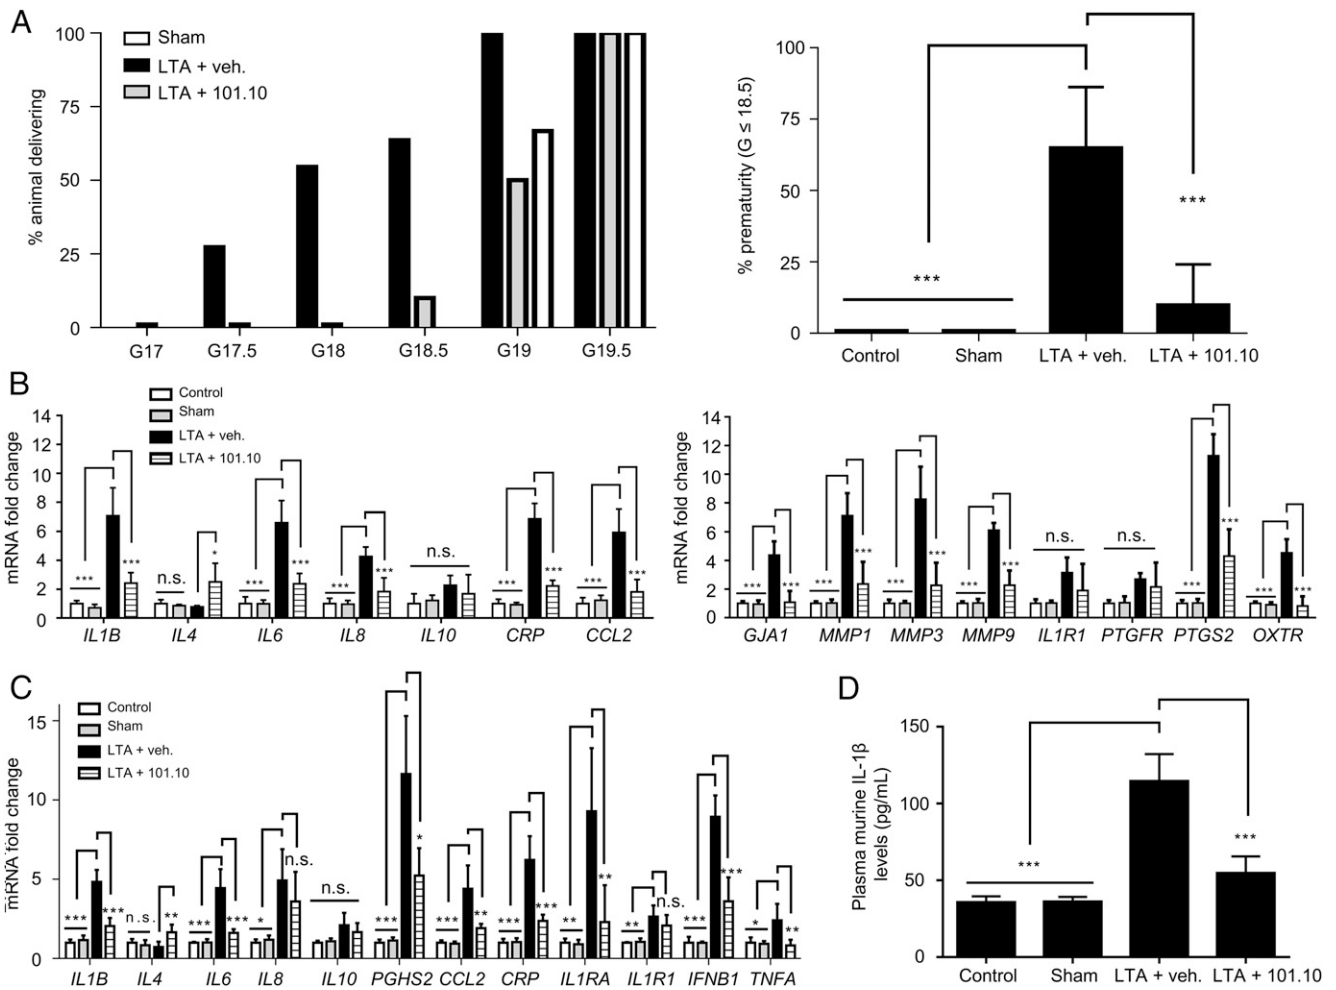 A
Sham
LTA + veh.
LTA + 101.10
% animal delivering
100
75
50
25
0
G17
G17.5
G18
G18.5
G19
G19.5
% prematurity (G ≤ 18.5)
100
75
50
25
0
***
***
Control
Sham
LTA + veh.
LTA + 101.10
B
Control
Sham
LTA + veh.
LTA + 101.10
mRNA fold change
14
12
10
8
6
4
2
0
***
***
n.s.
*
***
***
***
***
n.s.
***
***
***
***
IL1B
IL4
IL6
IL8
IL10
CRP
CCL2
mRNA fold change
14
12
10
8
6
4
2
0
***
***
***
***
***
***
***
***
n.s.
n.s.
***
***
***
***
GJA1
MMP1
MMP3
MMP9
IL1R1
PTGFR
PTGS2
OXTR
C
Control
Sham
LTA + veh.
LTA + 101.10
mRNA fold change
15
10
5
0
***
***
n.s.
**
***
***
*
n.s.
n.s.
***
*
***
**
***
***
**
**
**
n.s.
***
***
*
**
IL1B
IL4
IL6
IL8
IL10
PGHS2
CCL2
CRP
IL1RA
IL1R1
IFNB1
TNFA
D
Plasma murine IL-1β
levels (pg/mL)
150
100
50
0
***
***
Control
Sham
LTA + veh.
LTA + 101.10